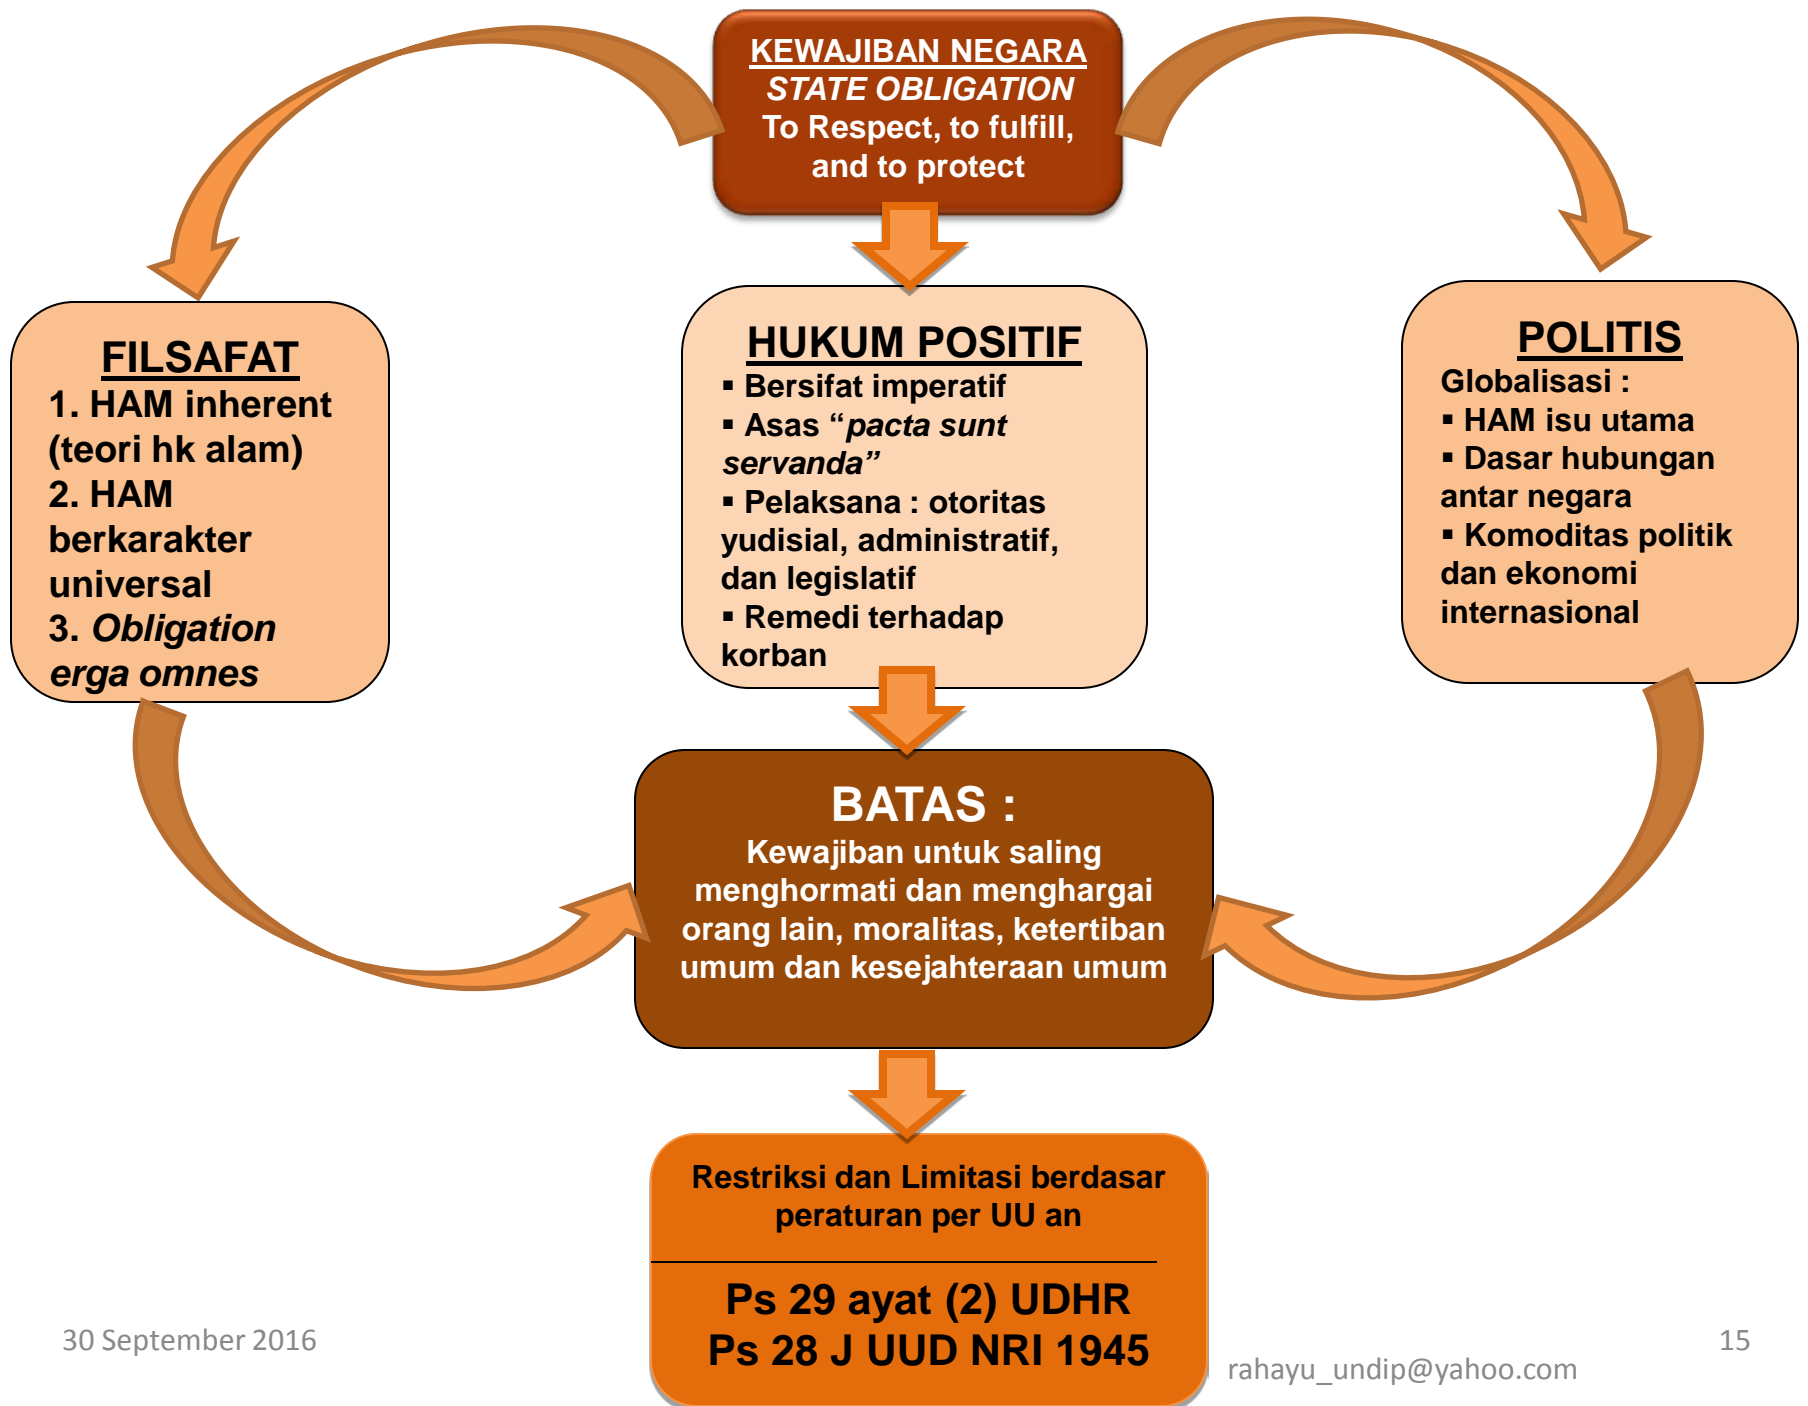 KEWAJIBAN NEGARA
STATE OBLIGATION
To Respect, to fulfill,
and to protect
FILSAFAT
1. HAM inherent
(teori hk alam)
2. HAM
berkarakter
universal
3. Obligation
erga omnes
HUKUM POSITIF
▪ Bersifat imperatif
▪ Asas “pacta sunt
servanda”
▪ Pelaksana : otoritas
yudisial, administratif,
dan legislatif
▪ Remedi terhadap
korban
POLITIS
Globalisasi :
▪ HAM isu utama
▪ Dasar hubungan
antar negara
▪ Komoditas politik
dan ekonomi
internasional
BATAS :
Kewajiban untuk saling
menghormati dan menghargai
orang lain, moralitas, ketertiban
umum dan kesejahteraan umum
Restriksi dan Limitasi berdasar
peraturan per UU an
Ps 29 ayat (2) UDHR
Ps 28 J UUD NRI 1945
30 September 2016
rahayu_undip@yahoo.com
15